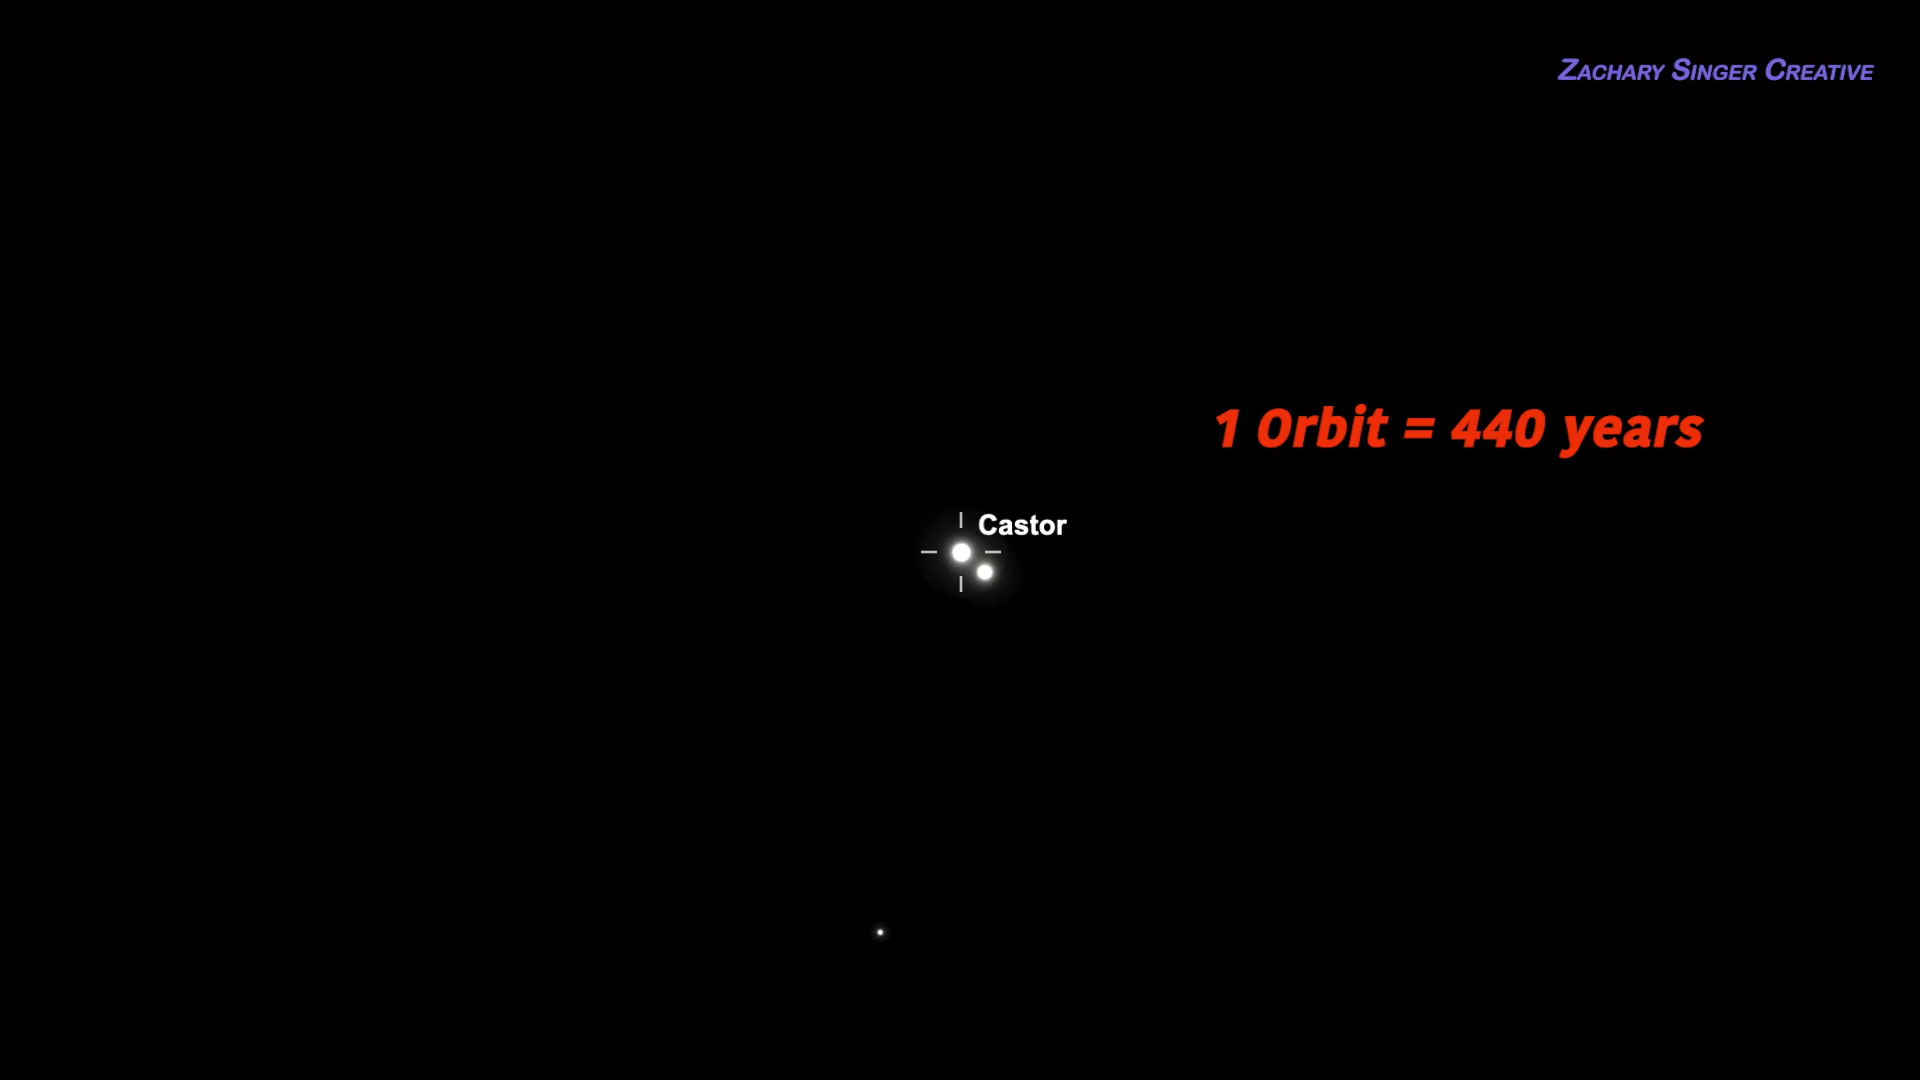 Zachary Singer Creative
1 Orbit = 440 years
Castor